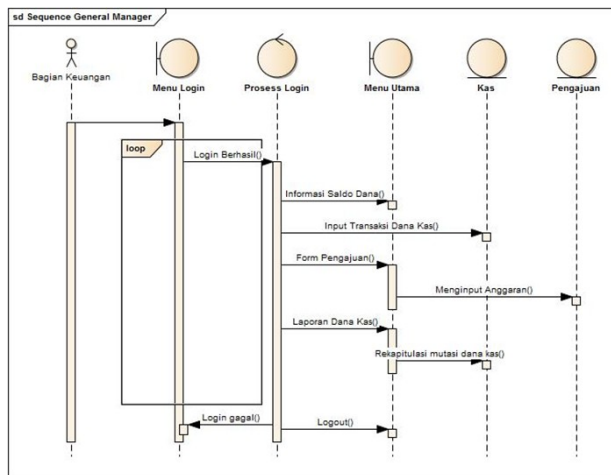 sd Sequence General Manager
Bagian Keuangan
Menu Login
Prosess Login
Menu Utama
Kas
Pengajuan
loop
Login Berhasil()
Informasi Saldo Dana()
Input Transaksi Dana Kas()
Form Pengajuan()
Menginput Anggaran()
Laporan Dana Kas()
Rekapitulasi mutasi dana kas()
Login gagal()
Logout()